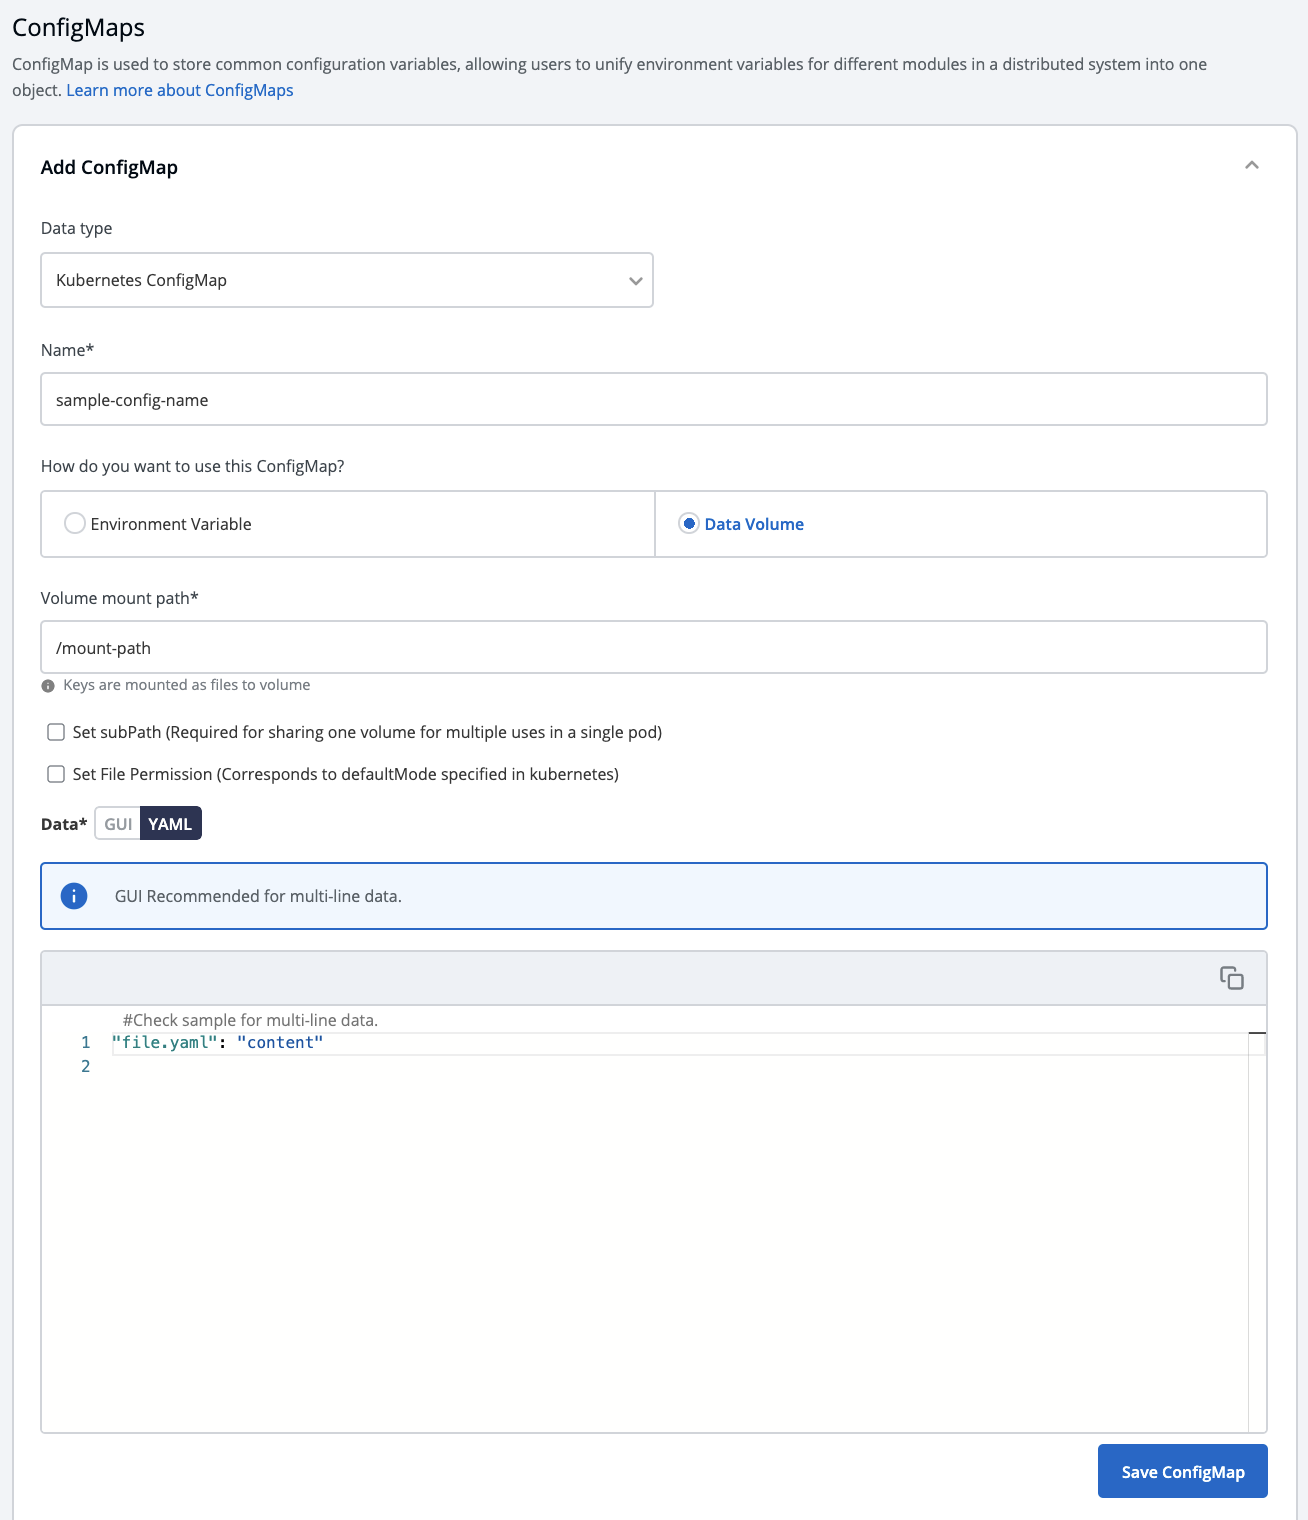 ConfigMaps
ConfigMap is used to store common configuration variables, allowing users to unify environment variables for different modules in a distributed system into one
object. Learn more about ConfigMaps
Add ConfigMap
Data type
Kubernetes ConfigMap
Name*
sample-config-name
How do you want to use this ConfigMap?
Environment Variable
Data Volume
Volume mount path*
/mount-path
Keys are mounted as files to volume
Set subPath (Required for sharing one volume for multiple uses in a single pod)
Set File Permission (Corresponds to defaultMode specified in kubernetes)
Data* GUI YAML
GUI Recommended for multi-line data.
#Check sample for multi-line data.
1 "file.yaml": "content"
2
Save ConfigMap